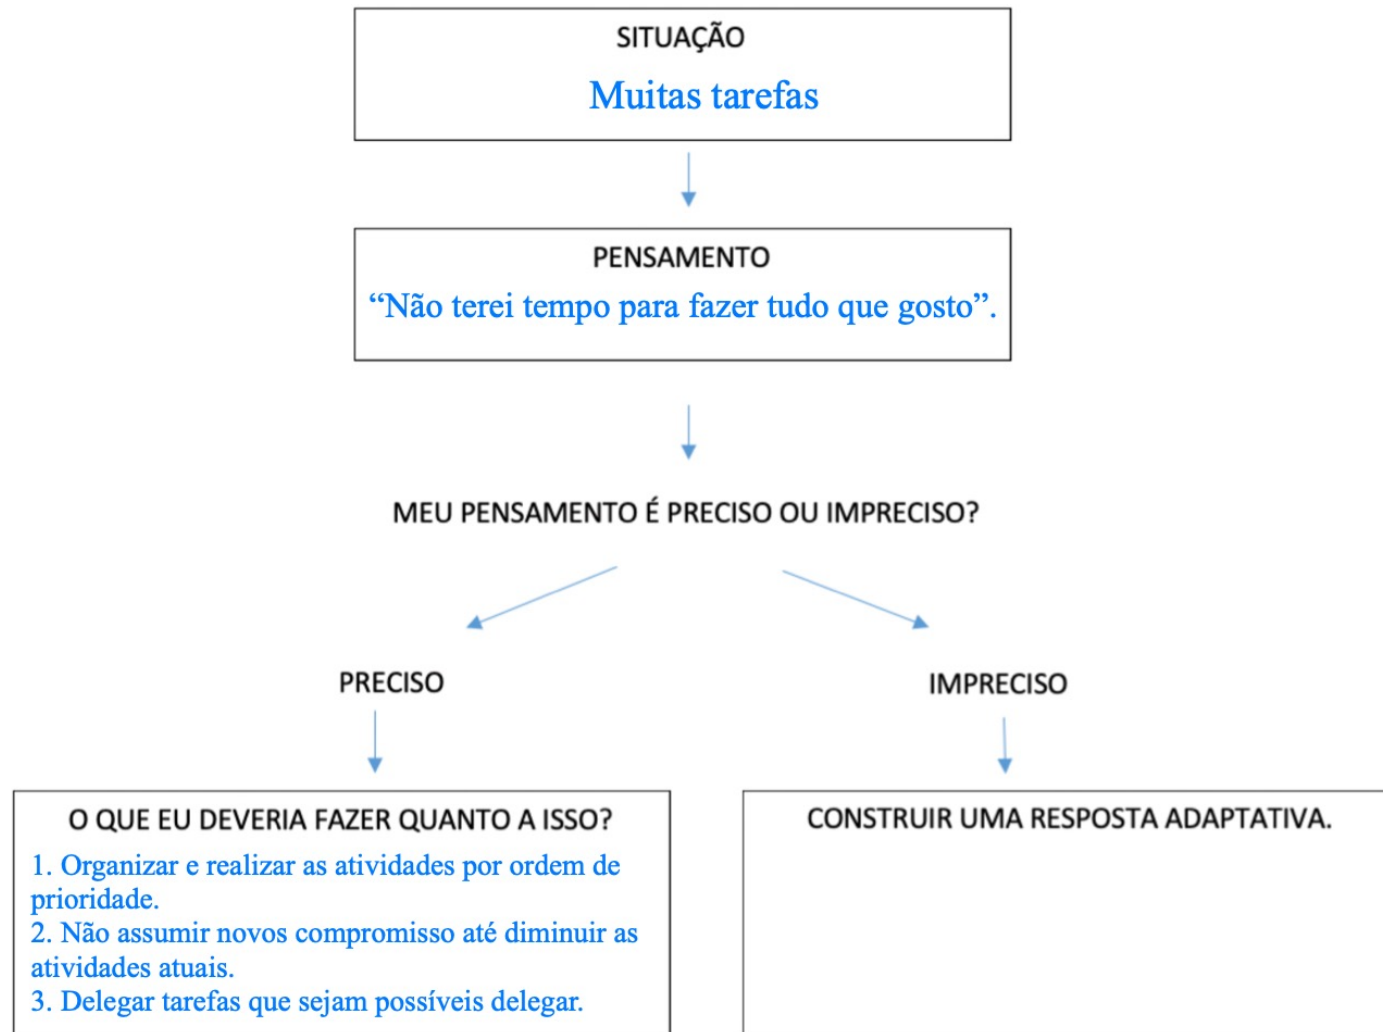 SITUAÇÃO
Muitas tarefas
PENSAMENTO
“Não terei tempo para fazer tudo que gosto”.
MEU PENSAMENTO É PRECISO OU IMPRECISO?
PRECISO
IMPRECISO
O QUE EU DEVERIA FAZER QUANTO A ISSO?
1. Organizar e realizar as atividades por ordem de
prioridade.
2. Não assumir novos compromisso até diminuir as
atividades atuais.
3. Delegar tarefas que sejam possíveis delegar.
CONSTRUIR UMA RESPOSTA ADAPTATIVA.